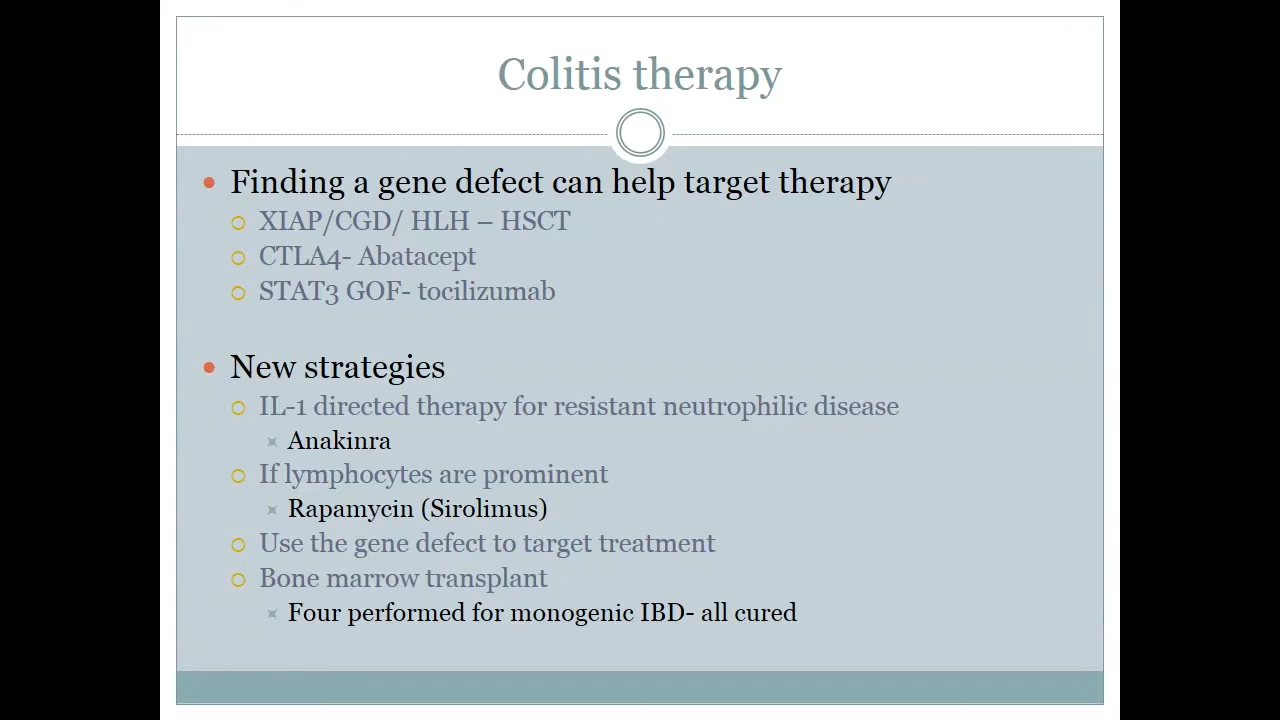 Colitis therapy
Finding a gene defect can help target therapy
XIAP/CGD/ HLH – HSCT
CTLA4- Abatacept
STAT3 GOF- tocilizumab
New strategies
IL-1 directed therapy for resistant neutrophilic disease
Anakinra
If lymphocytes are prominent
Rapamycin (Sirolimus)
Use the gene defect to target treatment
Bone marrow transplant
Four performed for monogenic IBD- all cured